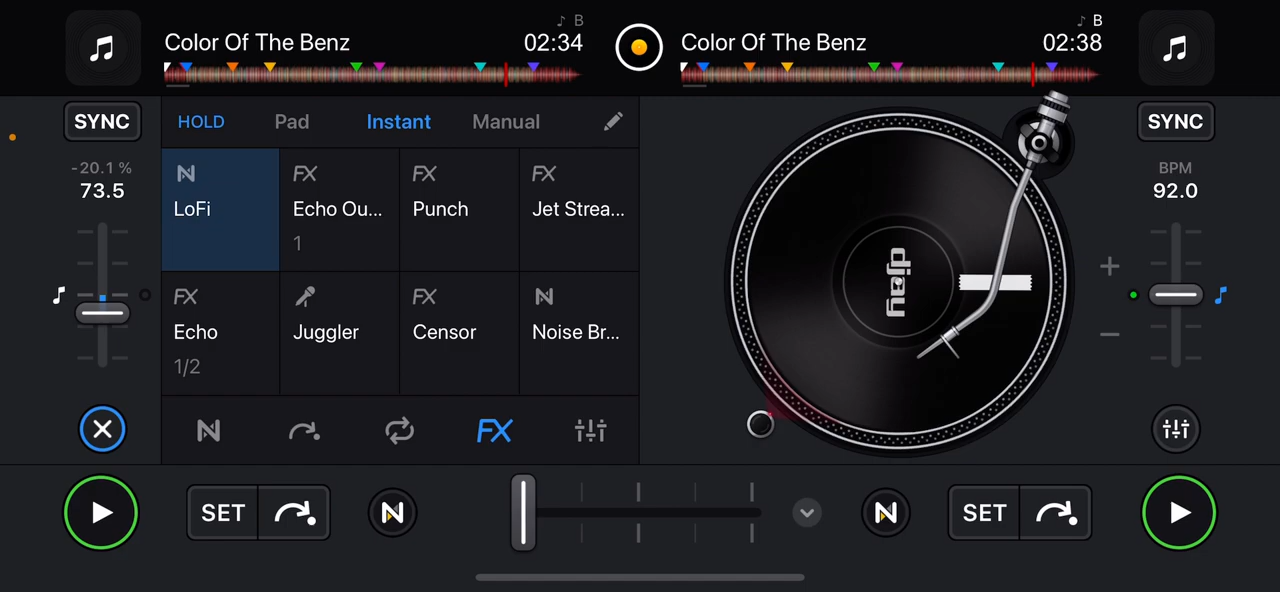 ♪ B
Color Of The Benz
02:34
♪ B
Color Of The Benz
02:38
SYNC
-20.1 %
73.5
HOLD
Pad
Instant
Manual
N
LoFi
FX
Echo Ou...
1
FX
Punch
FX
Jet Strea...
FX
Echo
1/2
Juggler
FX
Censor
N
Noise Br...
N
FX
djay
SYNC
BPM
92.0
+
−
SET
N
N
SET